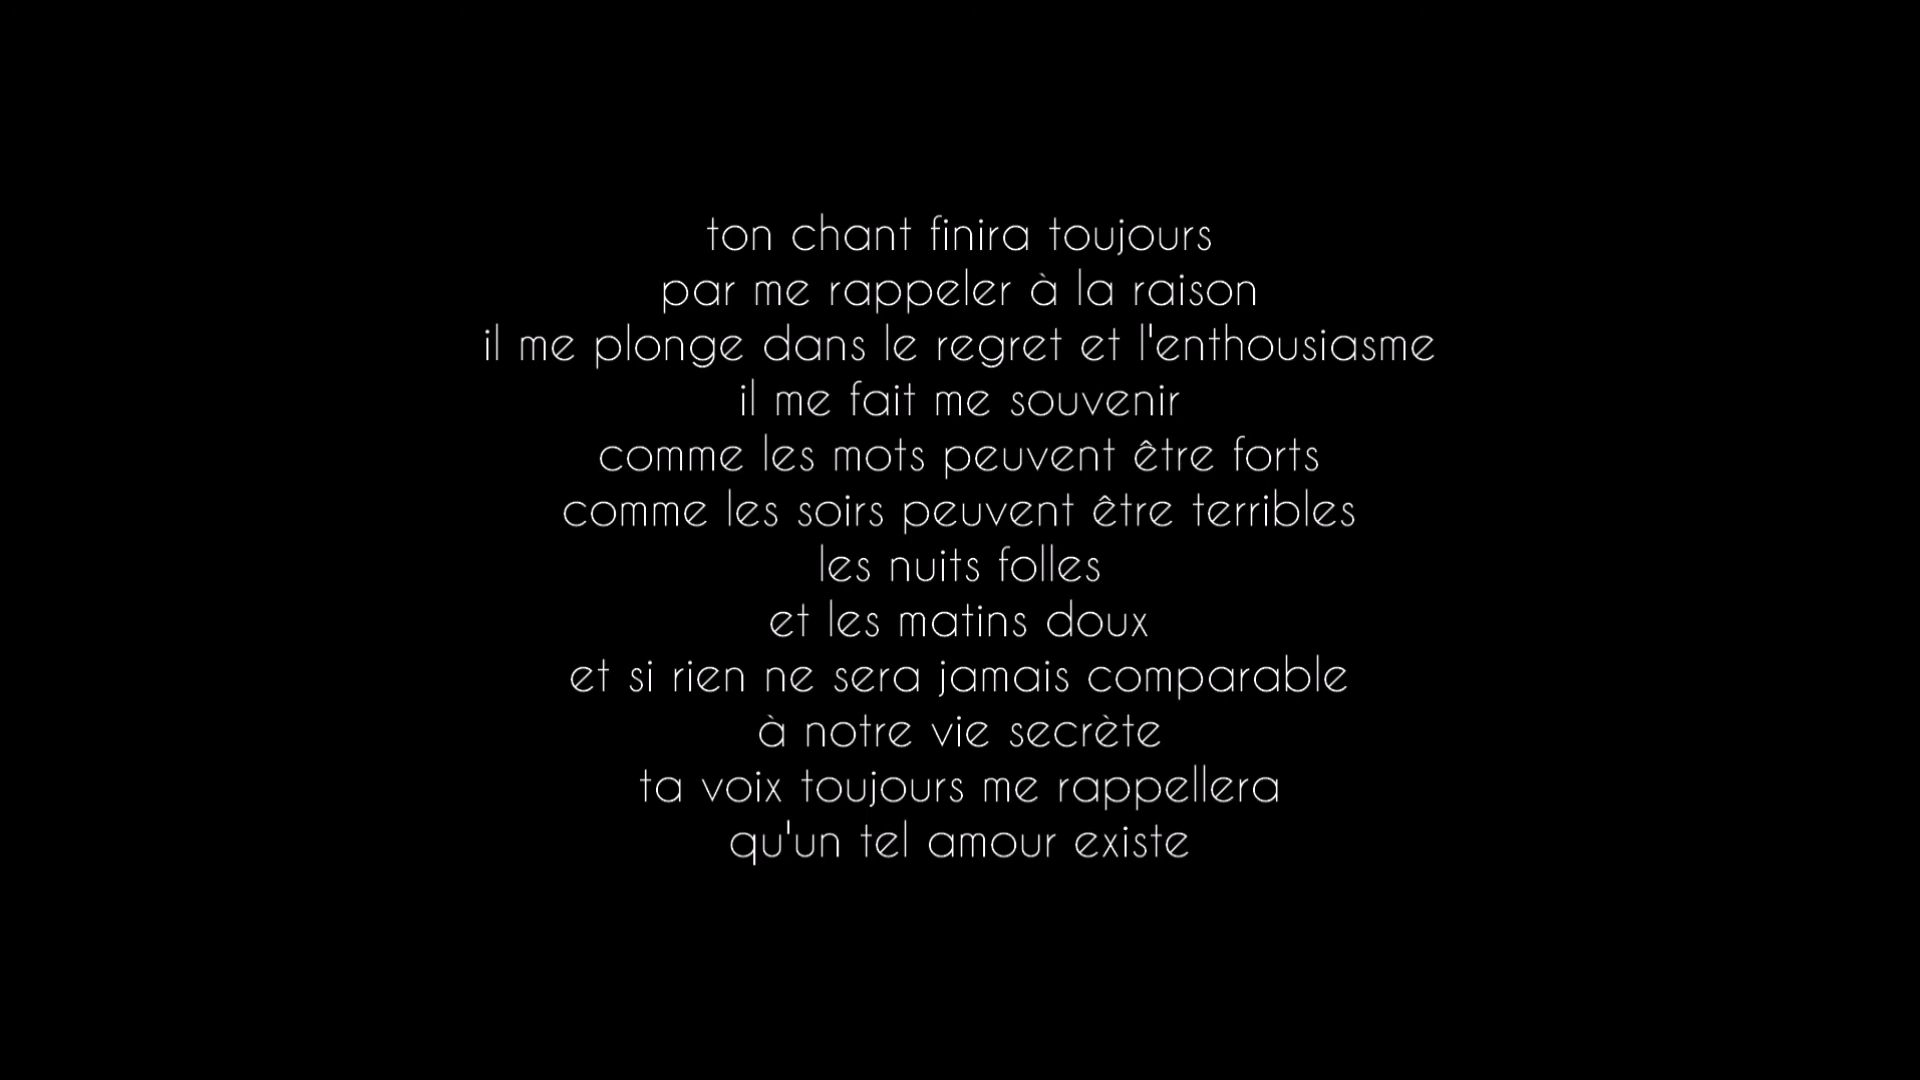 ton chant finira toujours
par me rappeler à la raison
il me plonge dans le regret et l'enthousiasme
il me fait me souvenir
comme les mots peuvent être forts
comme les soirs peuvent être terribles
les nuits folles
et les matins doux
et si rien ne sera jamais comparable
à notre vie secrète
ta voix toujours me rappellera
qu'un tel amour existe